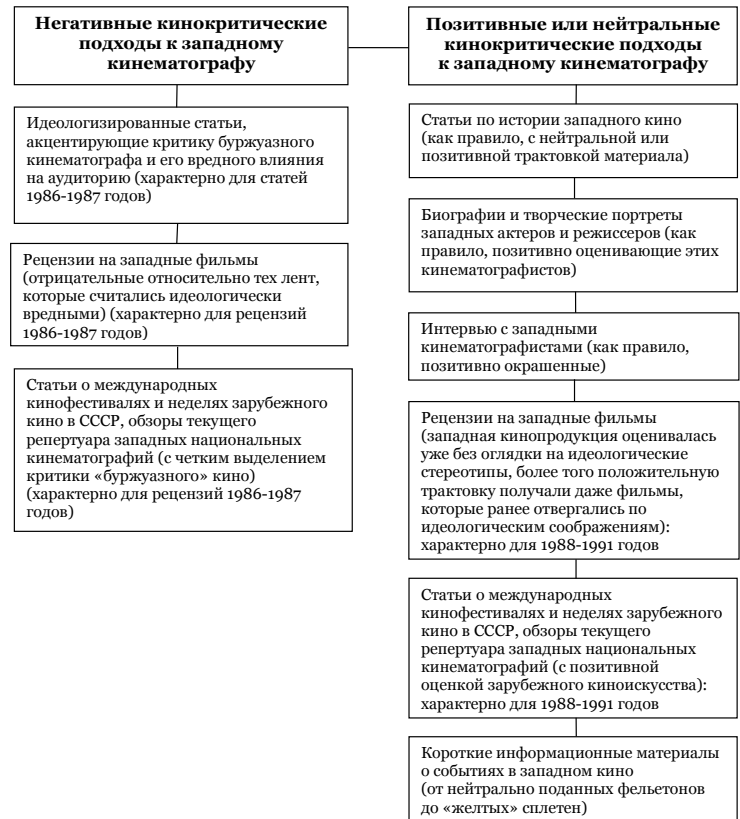 Негативные кинокритические
подходы к западному
кинематографу
Идеологизированные статьи,
акцентирующие критику буржуазного
кинематографа и его вредного влияния
на аудиторию (характерно для статей
1986-1987 годов)
Рецензии на западные фильмы
(отрицательные относительно тех лент,
которые считались идеологически
вредными) (характерно для рецензий
1986-1987 годов)
Статьи о международных
кинофестивалях и неделях зарубежного
кино в СССР, обзоры текущего
репертуара западных национальных
кинематографий (с четким выделением
критики «буржуазного» кино)
(характерно для рецензий 1986-1987
годов)
Позитивные или нейтральные
кинокритические подходы
к западному кинематографу
Статьи по истории западного кино
(как правило, с нейтральной или
позитивной трактовкой материала)
Биографии и творческие портреты
западных актеров и режиссеров (как
правило, позитивно оценивающие этих
кинематографистов)
Интервью с западными
кинематографистами (как правило,
позитивно окрашенные)
Рецензии на западные фильмы
(западная кинопродукция оценивалась
уже без оглядки на идеологические
стереотипы, более того положительную
трактовку получали даже фильмы,
которые ранее отвергались по
идеологическим соображениям):
характерно для 1988-1991 годов
Статьи о международных
кинофестивалях и неделях зарубежного
кино в СССР, обзоры текущего
репертуара западных национальных
кинематографий (с позитивной
оценкой зарубежного киноискусства):
характерно для 1988-1991 годов
Короткие информационные материалы
о событиях в западном кино
(от нейтрально поданных фельетонов
до «желтых» сплетен)